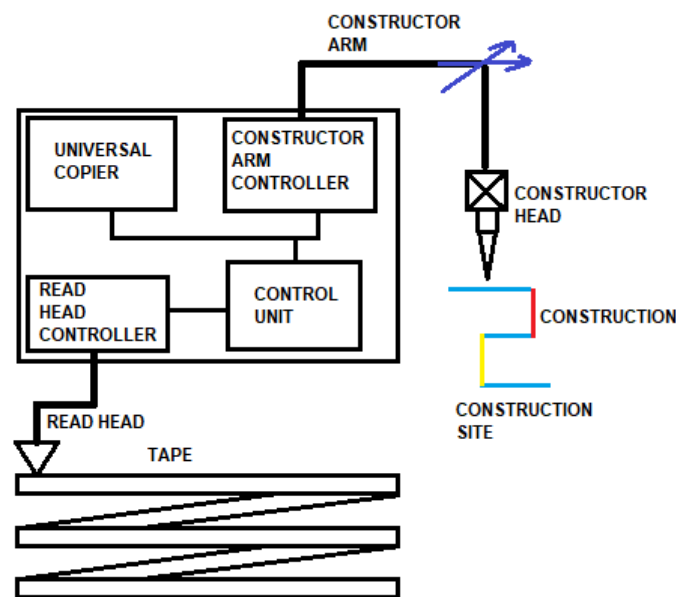 CONSTRUCTOR
ARM
UNIVERSAL
COPIER
CONSTRUCTOR
ARM
CONTROLLER
CONSTRUCTOR
HEAD
READ
HEAD
CONTROLLER
CONTROL
UNIT
CONSTRUCTION
READ HEAD
CONSTRUCTION
SITE
TAPE